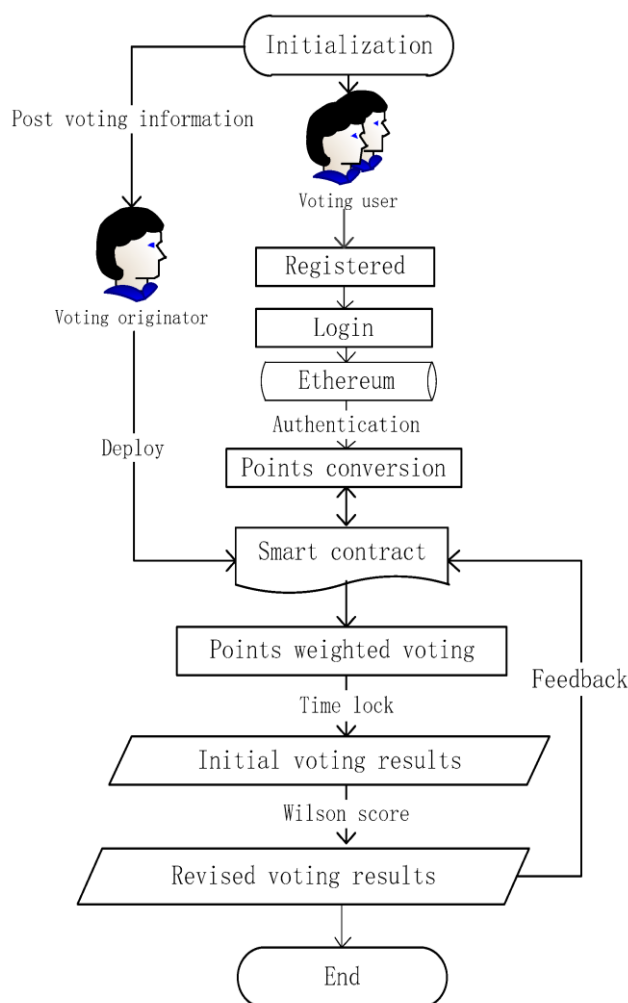 Initialization
Post voting information
Voting user
Registered
Voting originator
Login
Ethereum
Authentication
Deploy
Points conversion
Smart contract
Points weighted voting
Feedback
Time lock
Initial voting results
Wilson score
Revised voting results
End